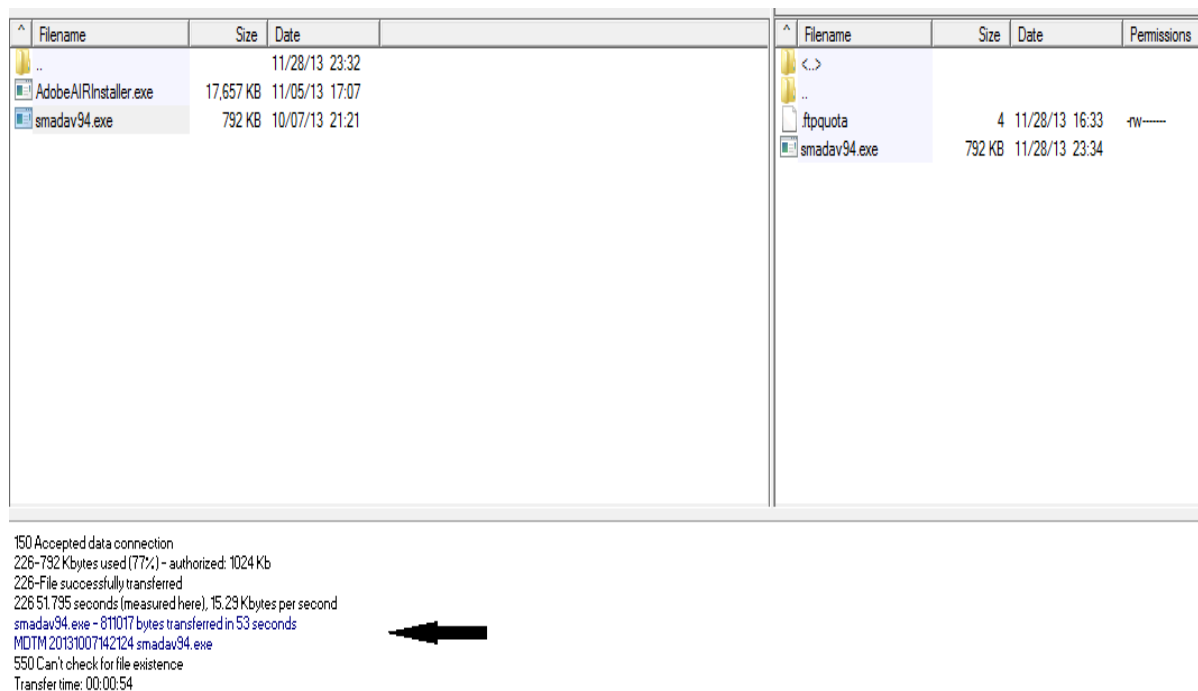 ^ Filename Size Date
.. 11/28/13 23:32
AdobeAIRInstaller.exe 17,657 KB 11/05/13 17:07
smadav94.exe 792 KB 10/07/13 21:21
^ Filename Size Date Permissions
<..>
..
.ftpquota 4 11/28/13 16:33 -rw-------
smadav94.exe 792 KB 11/28/13 23:34
150 Accepted data connection
226-792 Kbytes used (77%) - authorized: 1024 Kb
226-File successfully transferred
226 51.795 seconds (measured here), 15.29 Kbytes per second
smadav94.exe - 811017 bytes transferred in 53 seconds
MDTM 20131007142124 smadav94.exe
550 Can't check for file existence
Transfer time: 00:00:54